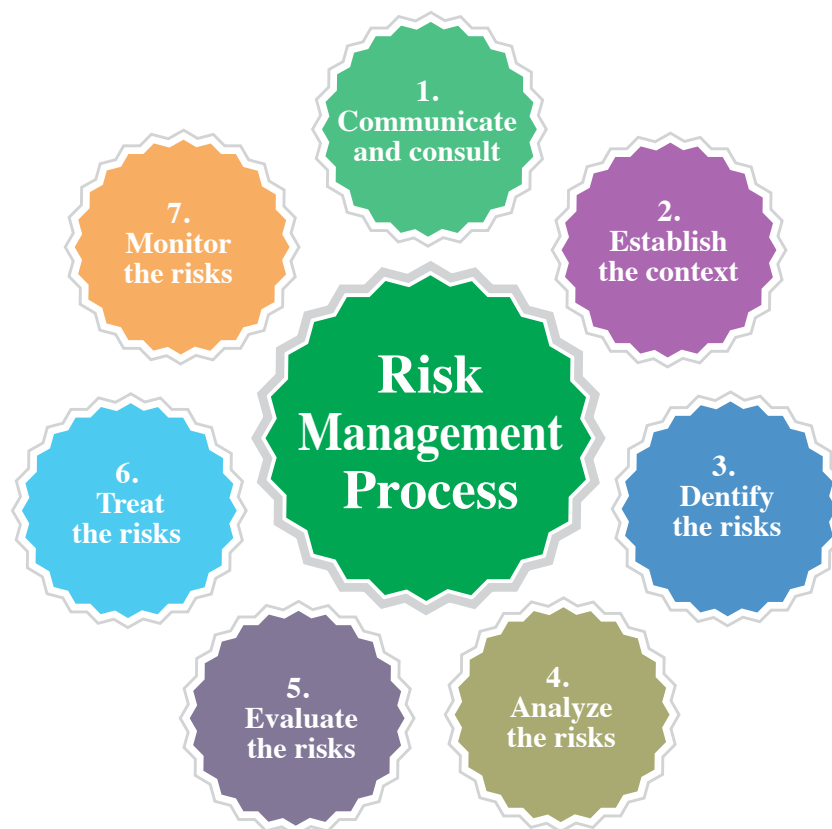 1.
Communicate
and consult
2.
Establish
the context
3.
Dentify
the risks
4.
Analyze
the risks
5.
Evaluate
the risks
6.
Treat
the risks
7.
Monitor
the risks
Risk
Management
Process